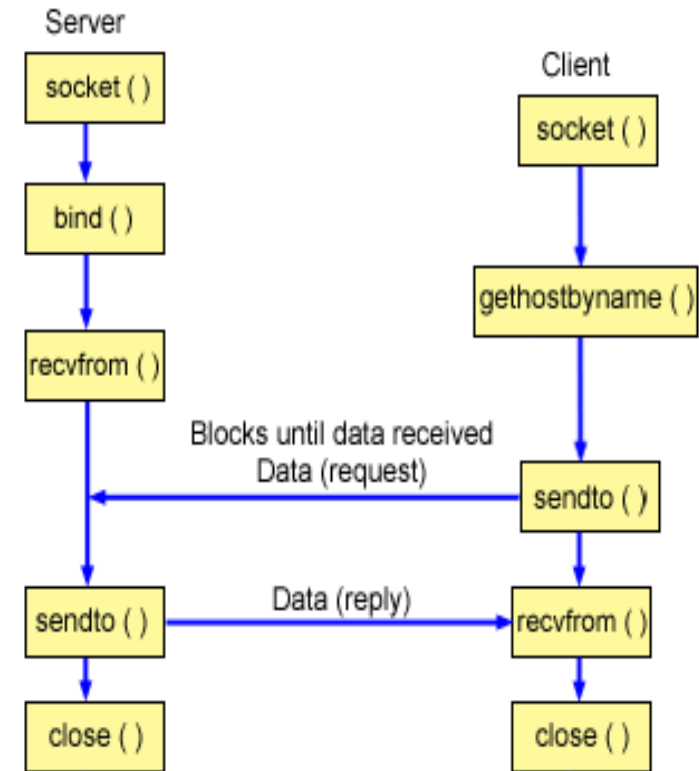 Server
socket ( )
bind ( )
recvfrom ( )
sendto ( )
close ( )
Blocks until data received
Data (request)
Data (reply)
Client
socket ( )
gethostbyname ( )
sendto ( )
recvfrom ( )
close ( )